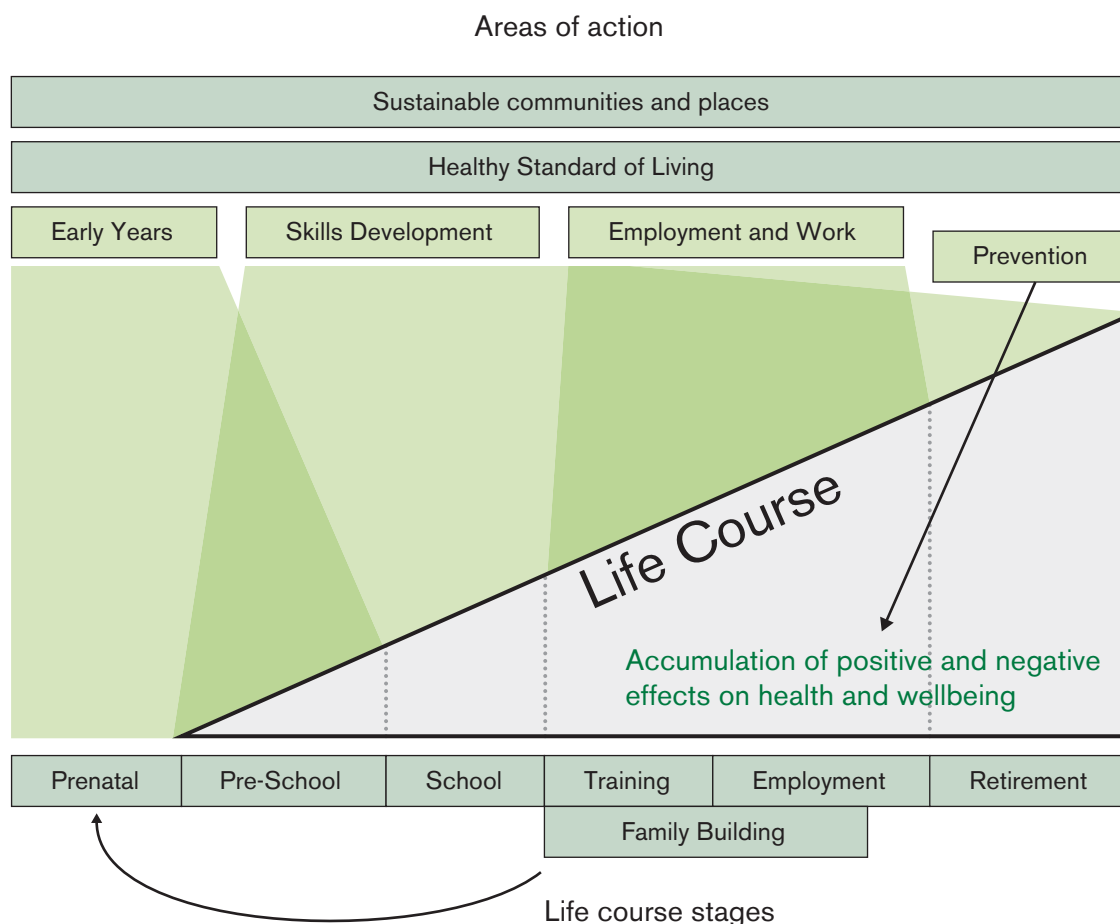 Areas of action
Sustainable communities and places
Healthy Standard of Living
Early Years
Skills Development
Employment and Work
Prevention
Life Course
Accumulation of positive and negative
effects on health and wellbeing
Prenatal
Pre-School
School
Training
Employment
Retirement
Family Building
Life course stages